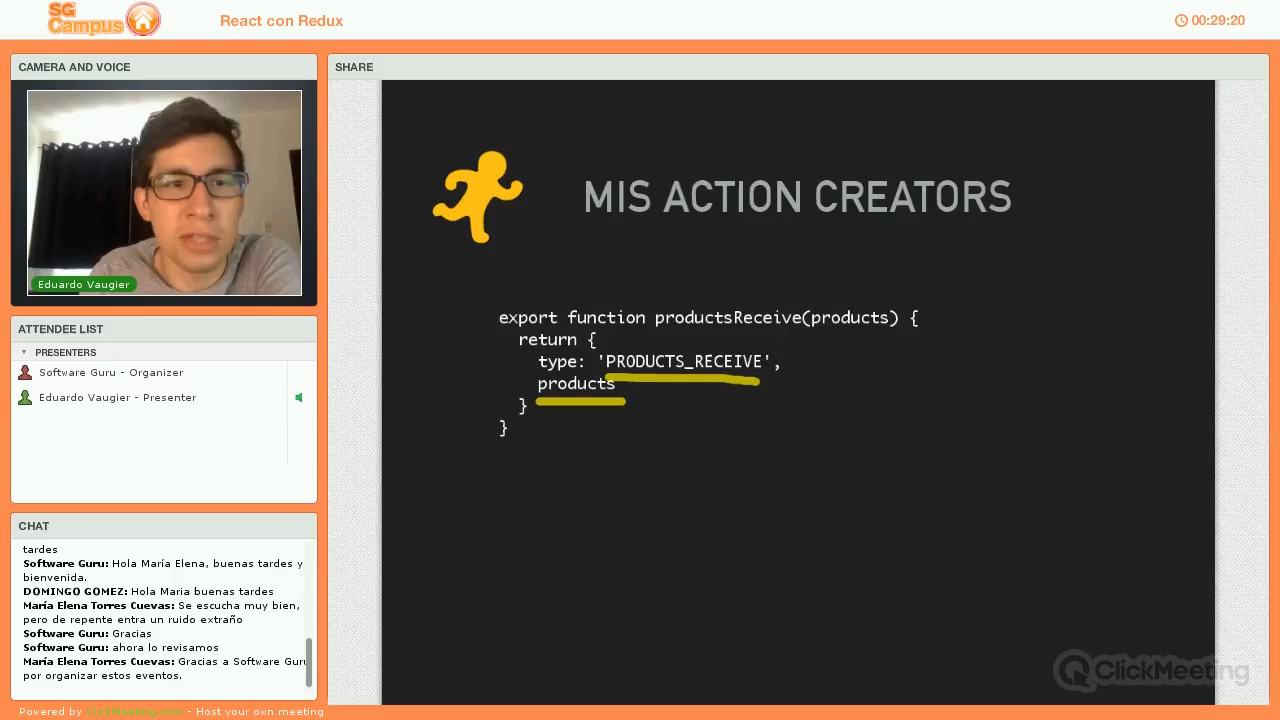 SG
Campus
React con Redux
00:29:20
CAMERA AND VOICE
Eduardo Vaugier
ATTENDEE LIST
PRESENTERS
Software Guru - Organizer
Eduardo Vaugier - Presenter
CHAT
tardes
Software Guru: Hola María Elena, buenas tardes y
bienvenida.
DOMINGO GOMEZ: Hola Maria buenas tardes
María Elena Torres Cuevas: Se escucha muy bien,
pero de repente entra un ruido extraño
Software Guru: Gracias
Software Guru: ahora lo revisamos
María Elena Torres Cuevas: Gracias a Software Guru
por organizar estos eventos.
Powered by ClickMeeting.com - Host your own meeting
SHARE
MIS ACTION CREATORS
export function productsReceive(products) {
return {
type: 'PRODUCTS_RECEIVE',
products
}
}
ClickMeeting